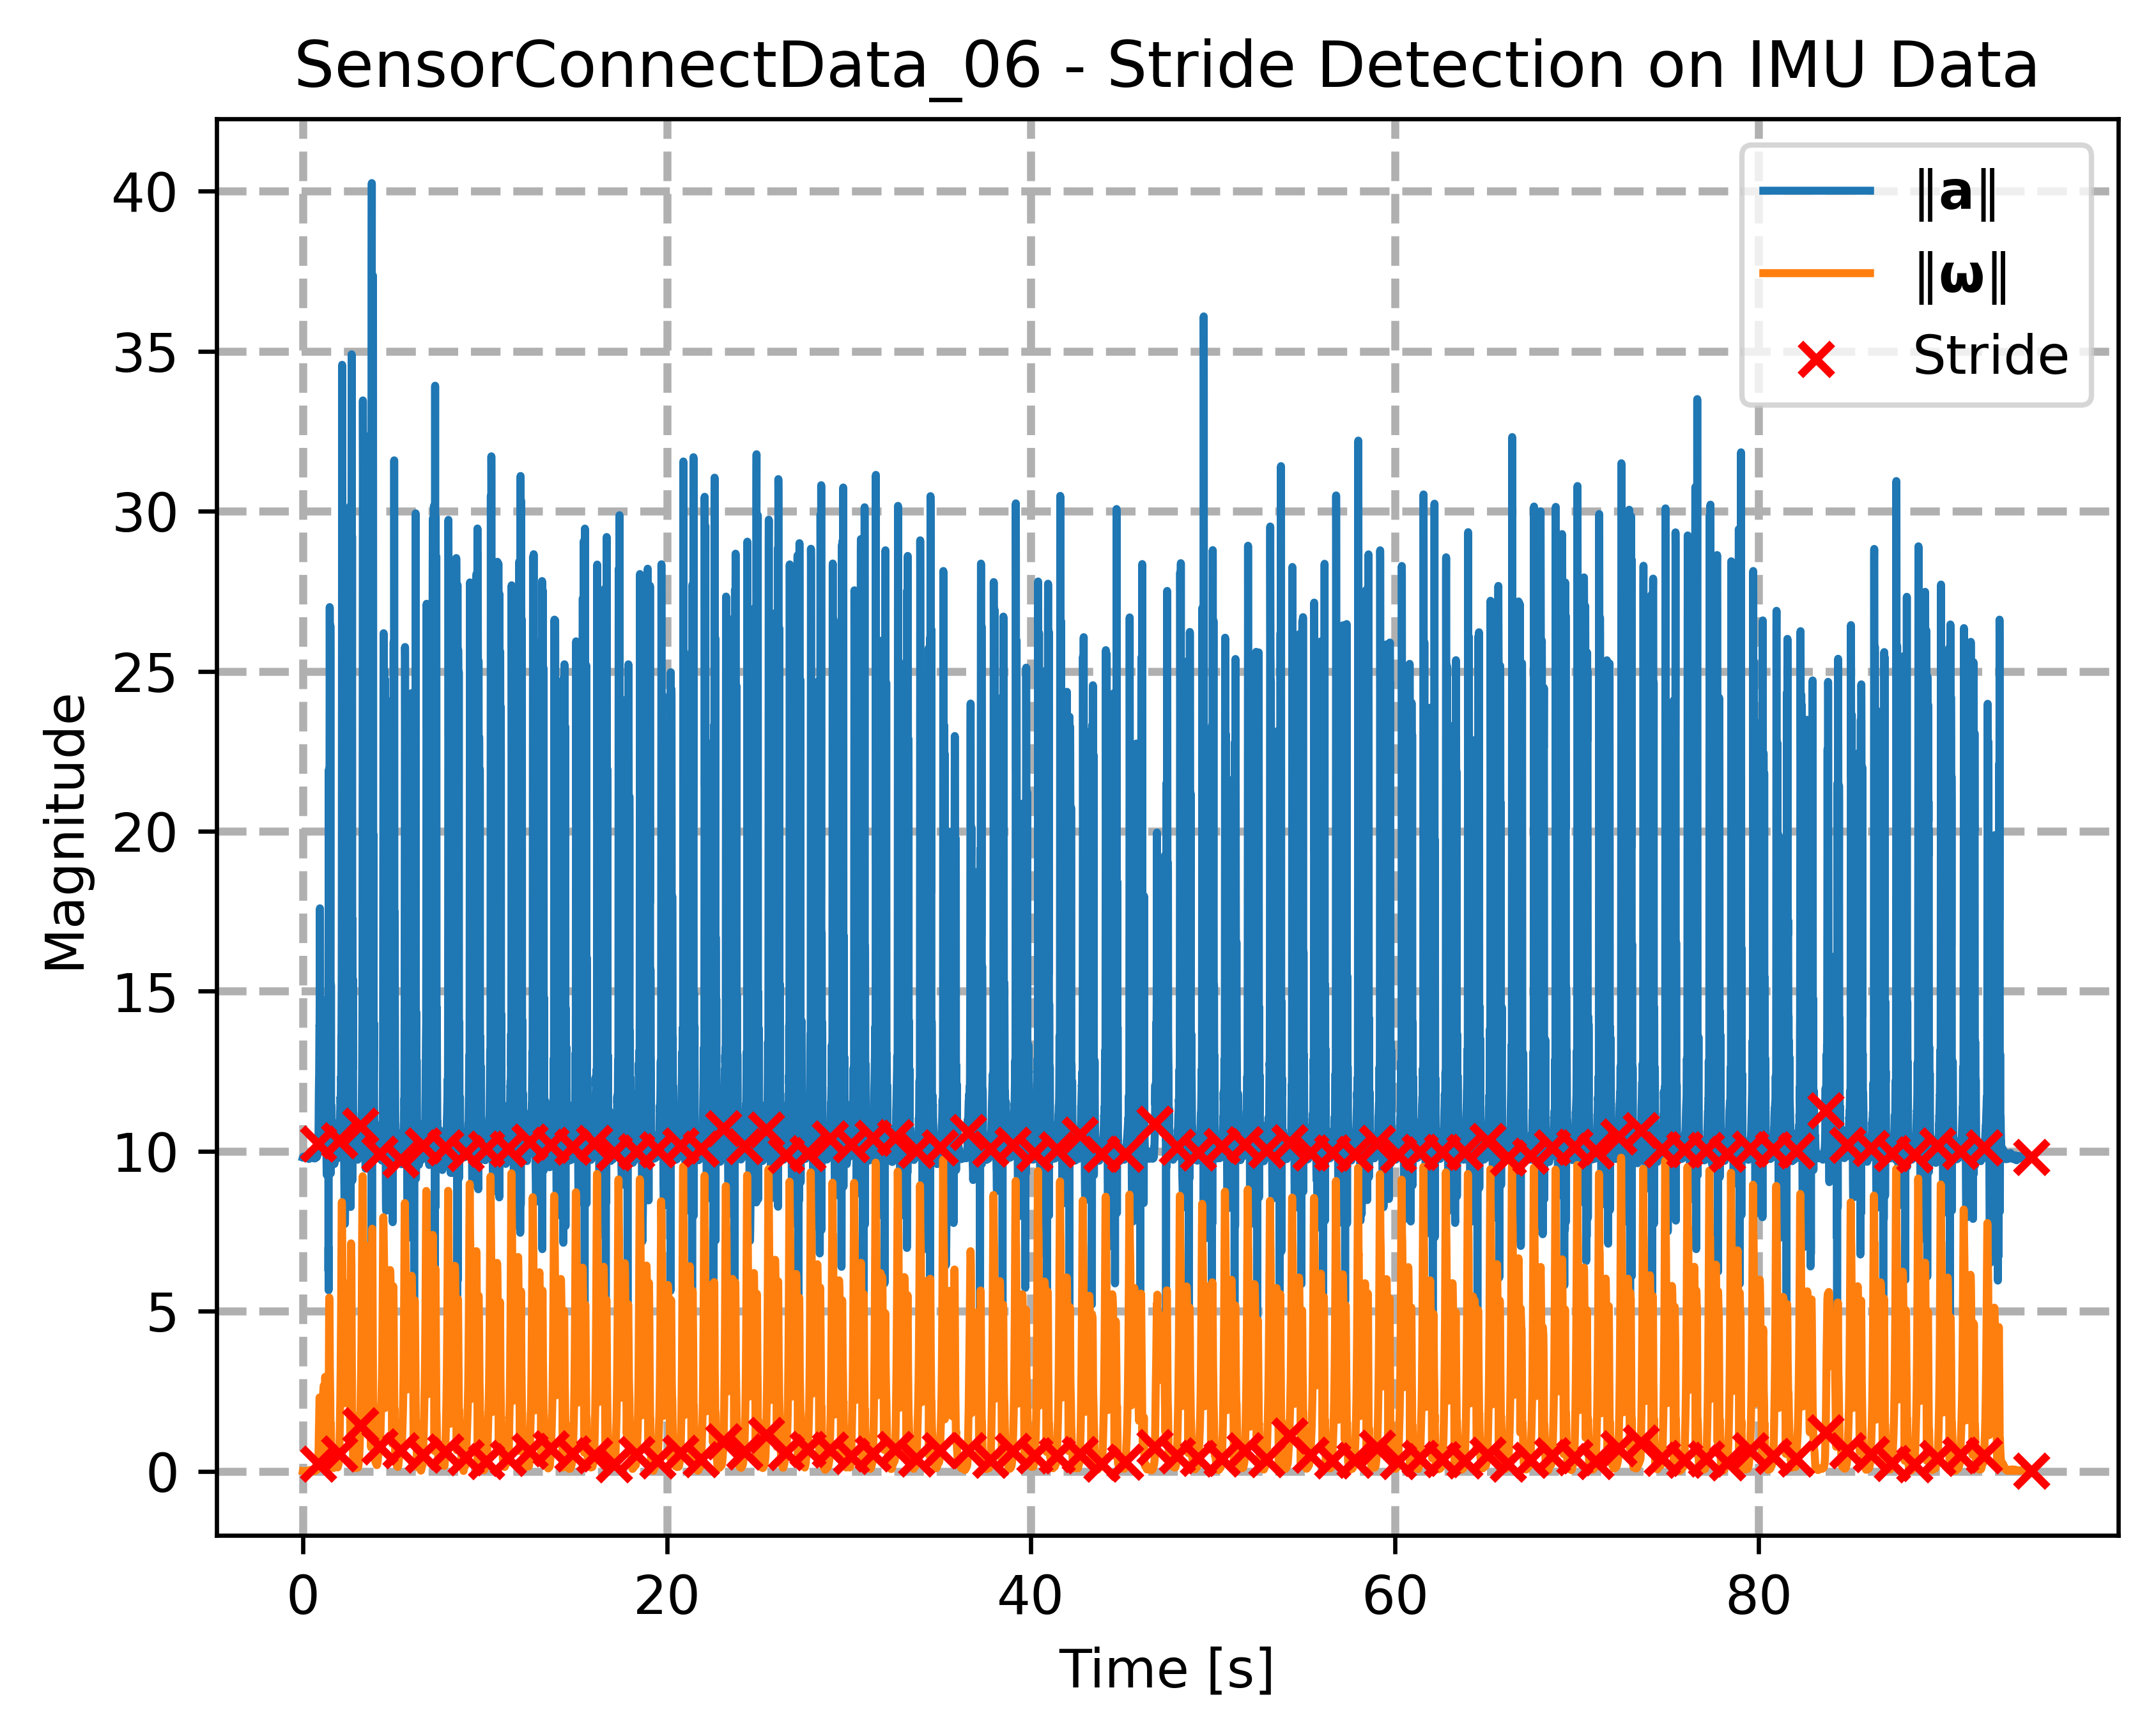 SensorConnectData_06 - Stride Detection on IMU Data
‖a‖
‖ω‖
Stride
Magnitude
40
35
30
25
20
15
10
5
0
0 20 40 60 80
Time [s]